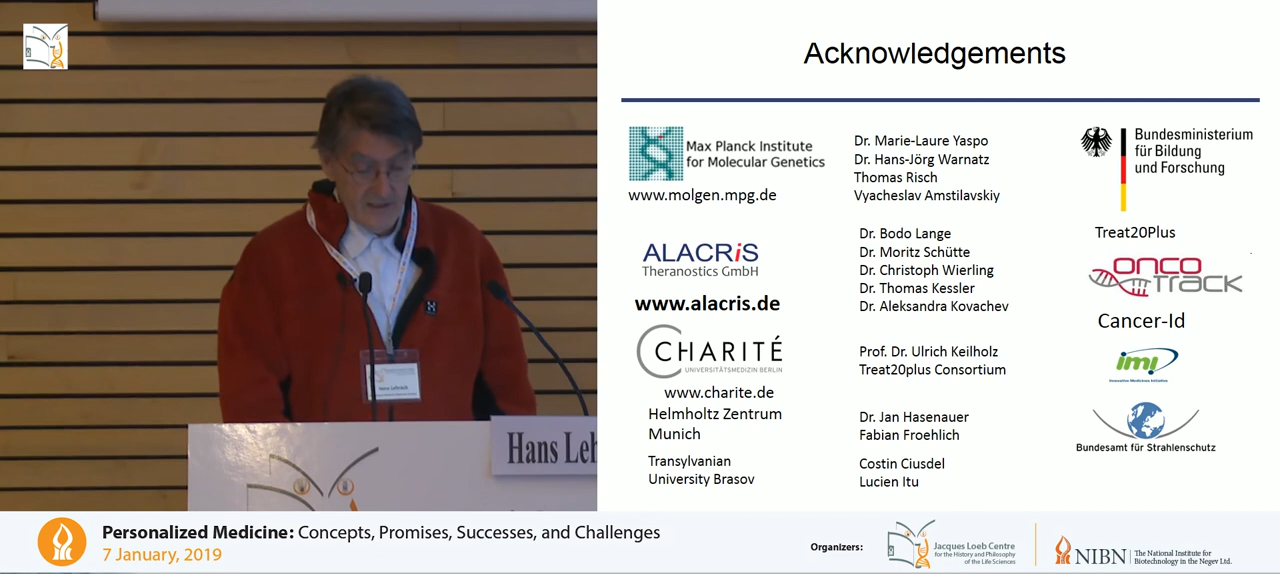 Acknowledgements
Max Planck Institute
for Molecular Genetics
www.molgen.mpg.de
Dr. Marie-Laure Yaspo
Dr. Hans-Jörg Warnatz
Thomas Risch
Vyacheslav Amstilavskiy
Bundesministerium
für Bildung
und Forschung
ALACRiS
Theranostics GmbH
www.alacris.de
Dr. Bodo Lange
Dr. Moritz Schütte
Dr. Christoph Wierling
Dr. Thomas Kessler
Dr. Aleksandra Kovachev
Treat20Plus
ONCO
TRACK
Cancer-Id
CHARITÉ
UNIVERSITÄTSMEDIZIN BERLIN
www.charite.de
Prof. Dr. Ulrich Keilholz
Treat20plus Consortium
imi
Innovative Medicines Initiative
Helmholtz Zentrum
Munich
Dr. Jan Hasenauer
Fabian Froehlich
Bundesamt für Strahlenschutz
Transylvanian
University Brasov
Costin Ciusdel
Lucien Itu
Hans Lehrach
Hans Leh
Personalized Medicine: Concepts, Promises, Successes, and Challenges
7 January, 2019
Organizers:
Jacques Loeb Centre
for the History and Philosophy
of the Life Sciences
NIBN
The National Institute for
Biotechnology in the Negev Ltd.